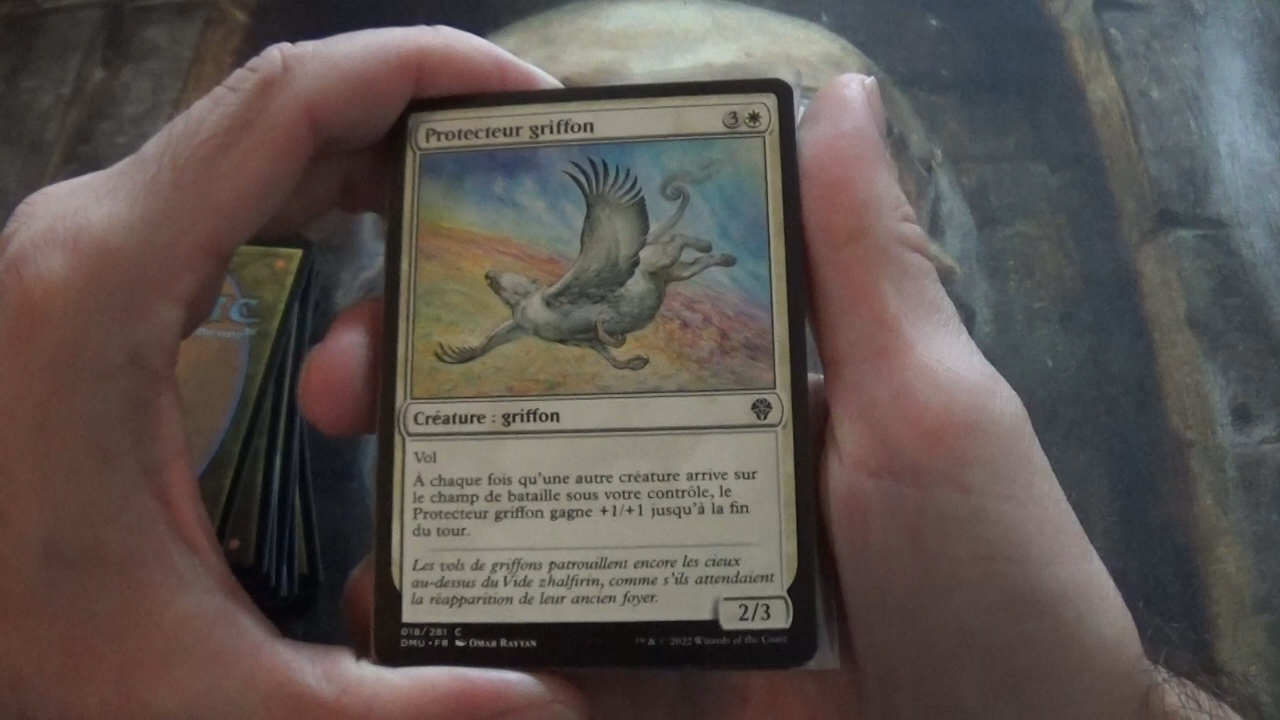 Protecteur griffon 3
Créature : griffon
Vol
À chaque fois qu'une autre créature arrive sur
le champ de bataille sous votre contrôle, le
Protecteur griffon gagne +1/+1 jusqu'à la fin
du tour.
Les vols de griffons patrouillent encore les cieux
au-dessus du Vide zhalfirin, comme s'ils attendaient
la réapparition de leur ancien foyer.
2/3
018/281 C
DMU • FR Omar Rayyan
™ & © 2022 Wizards of the Coast